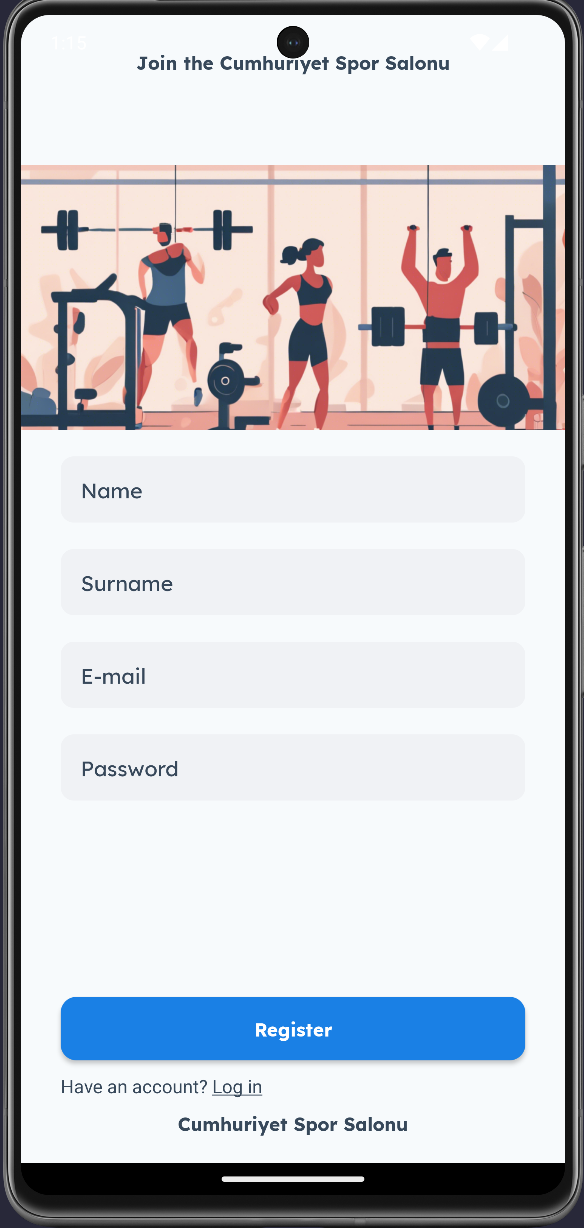 1:15
Join the Cumhuriyet Spor Salonu
Name
Surname
E-mail
Password
Register
Have an account? Log in
Cumhuriyet Spor Salonu